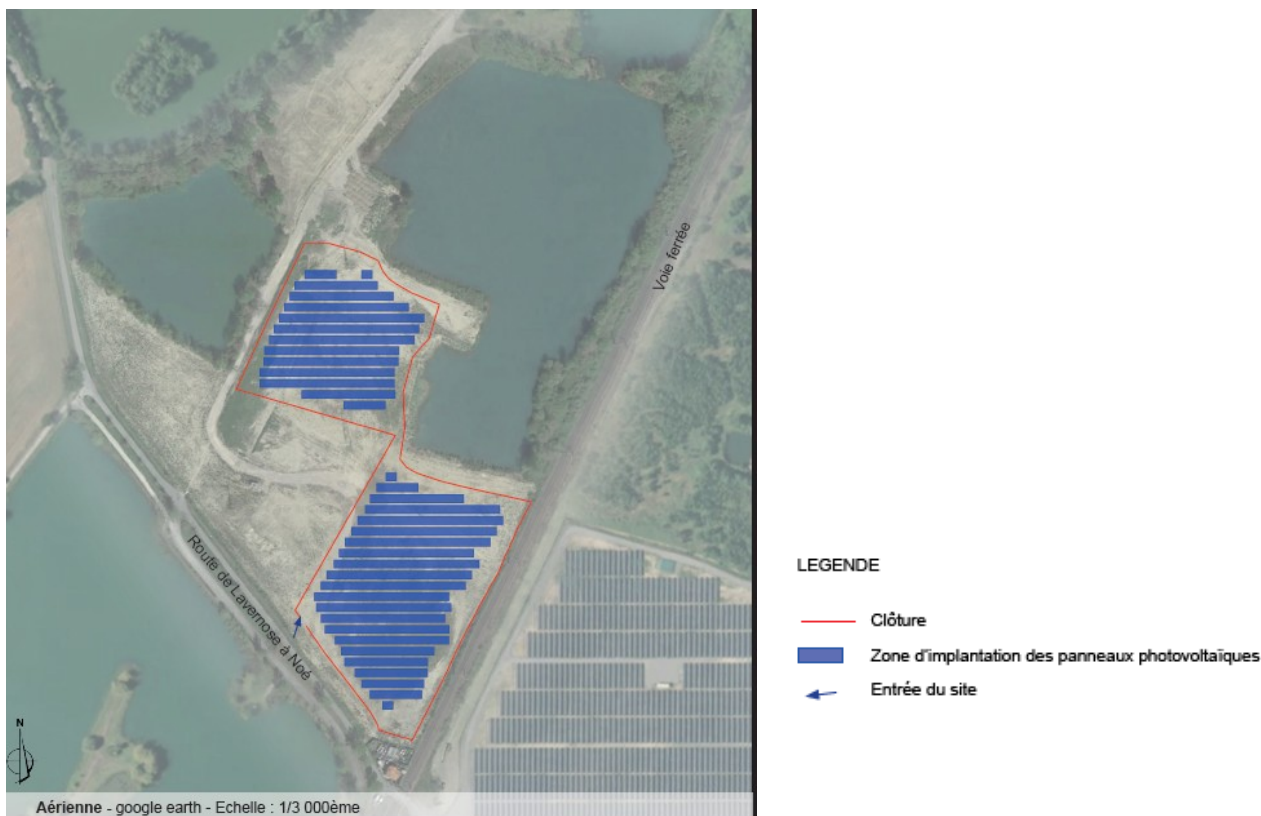 Voie ferrée
Route de Lavernose à Noé
N
Aérienne - google earth - Echelle : 1/3 000ème
LEGENDE
Clôture
Zone d'implantation des panneaux photovoltaïques
Entrée du site